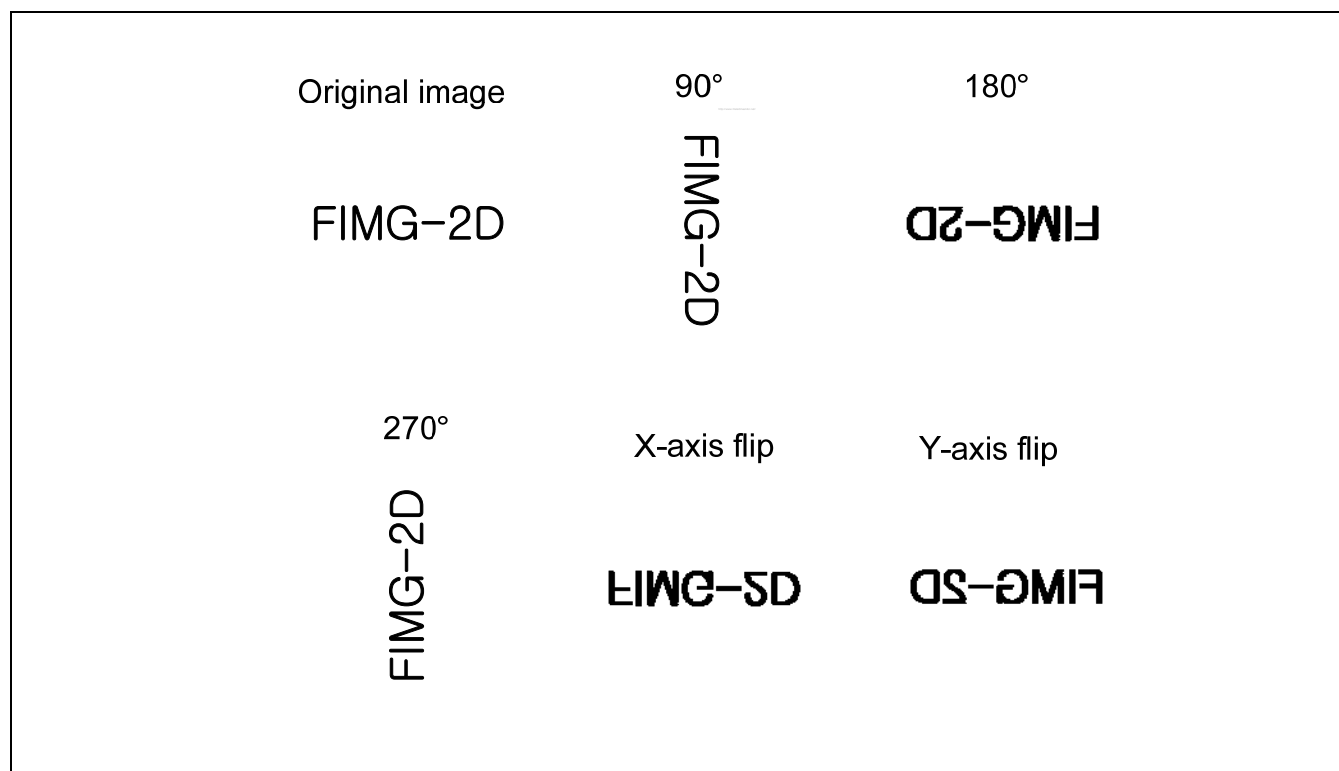 Original image
90°
180°
FIMG-2D
FIMG-2D
FIMG-2D
270°
X-axis flip
Y-axis flip
FIMG-2D
FIMG-2D
FIMG-2D